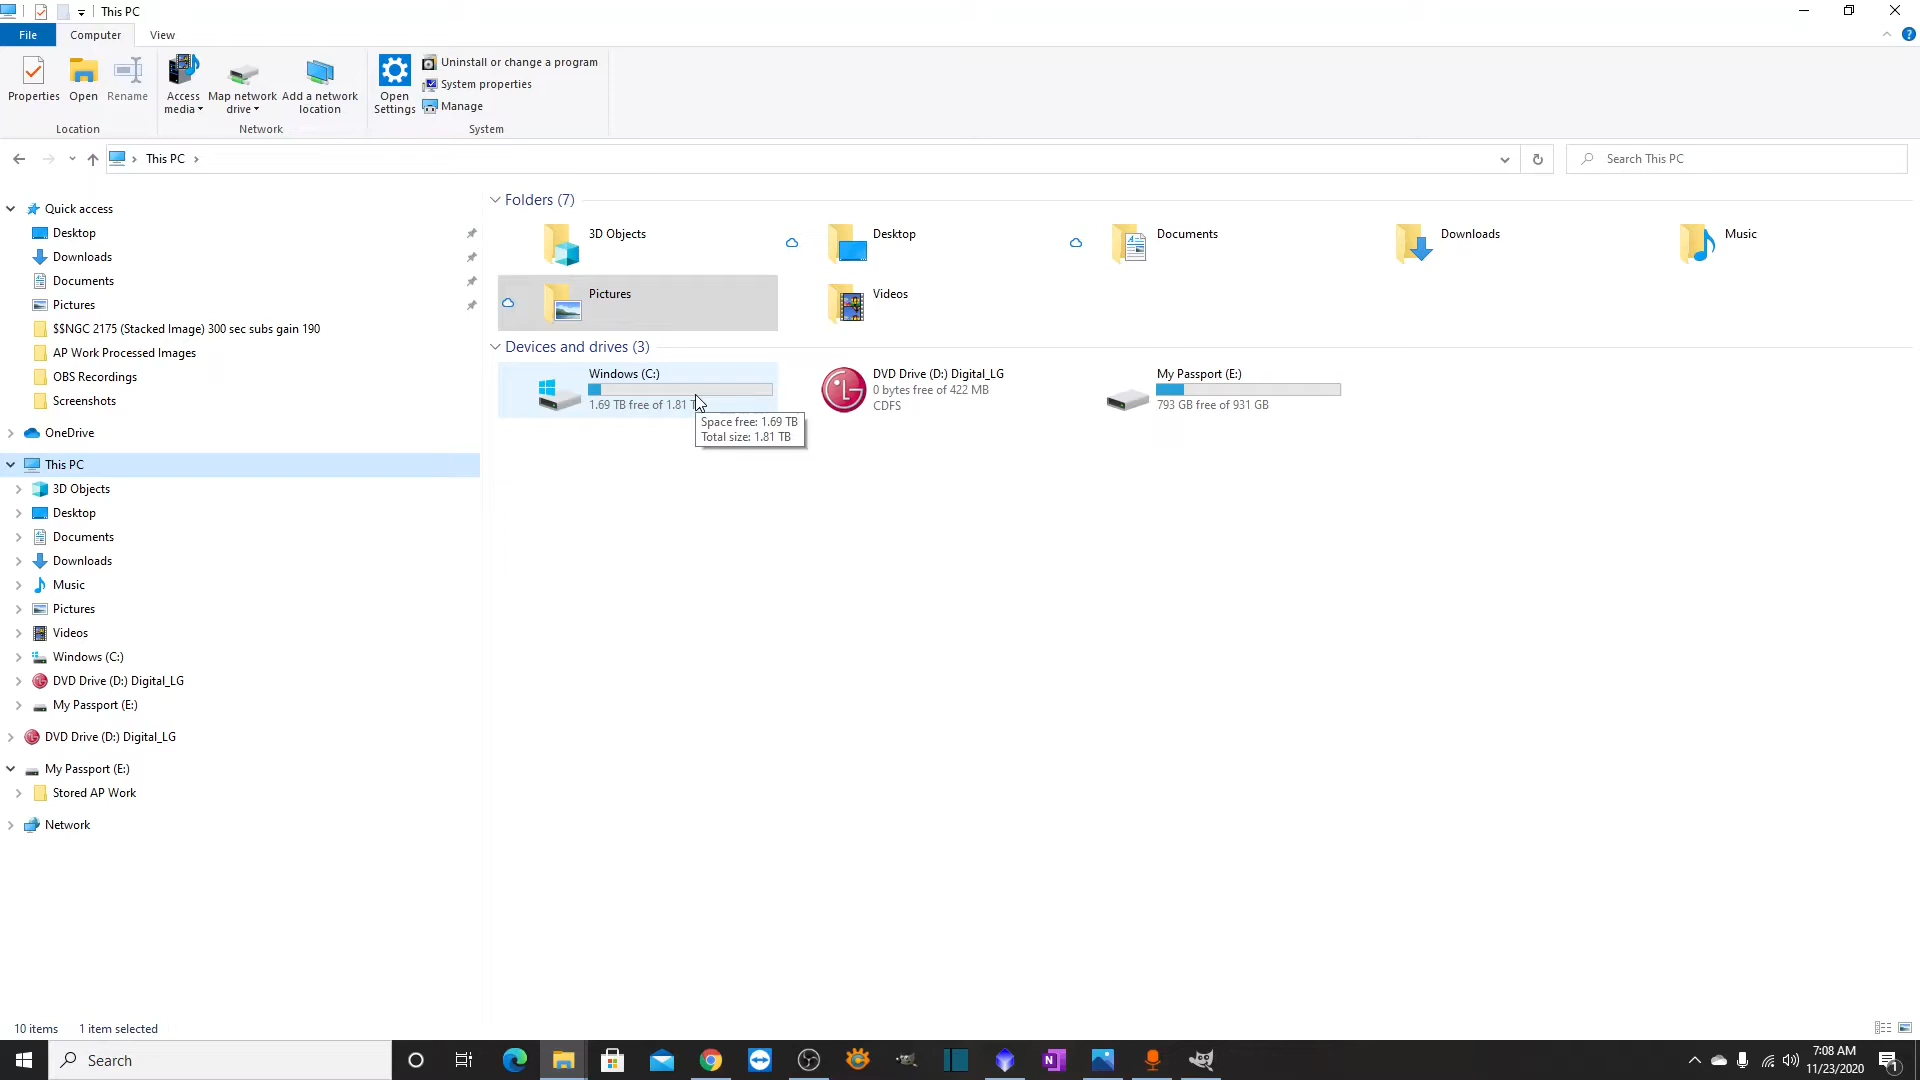 This PC
File
Computer
View
Properties
Open
Rename
Access media
Map network drive
Add a network location
Open Settings
Uninstall or change a program
System properties
Manage
Location
Network
System
This PC
Search This PC
Quick access
Desktop
Downloads
Documents
Pictures
$$NGC 2175 (Stacked Image) 300 sec subs gain 190
AP Work Processed Images
OBS Recordings
Screenshots
OneDrive
This PC
3D Objects
Desktop
Documents
Downloads
Music
Pictures
Videos
Windows (C:)
DVD Drive (D:) Digital_LG
My Passport (E:)
DVD Drive (D:) Digital_LG
My Passport (E:)
Stored AP Work
Network
Folders (7)
3D Objects
Desktop
Documents
Downloads
Music
Pictures
Videos
Devices and drives (3)
Windows (C:)
1.69 TB free of 1.81 T
Space free: 1.69 TB
Total size: 1.81 TB
DVD Drive (D:) Digital_LG
0 bytes free of 422 MB
CDFS
My Passport (E:)
793 GB free of 931 GB
10 items
1 item selected
Search
7:08 AM
11/23/2020
1